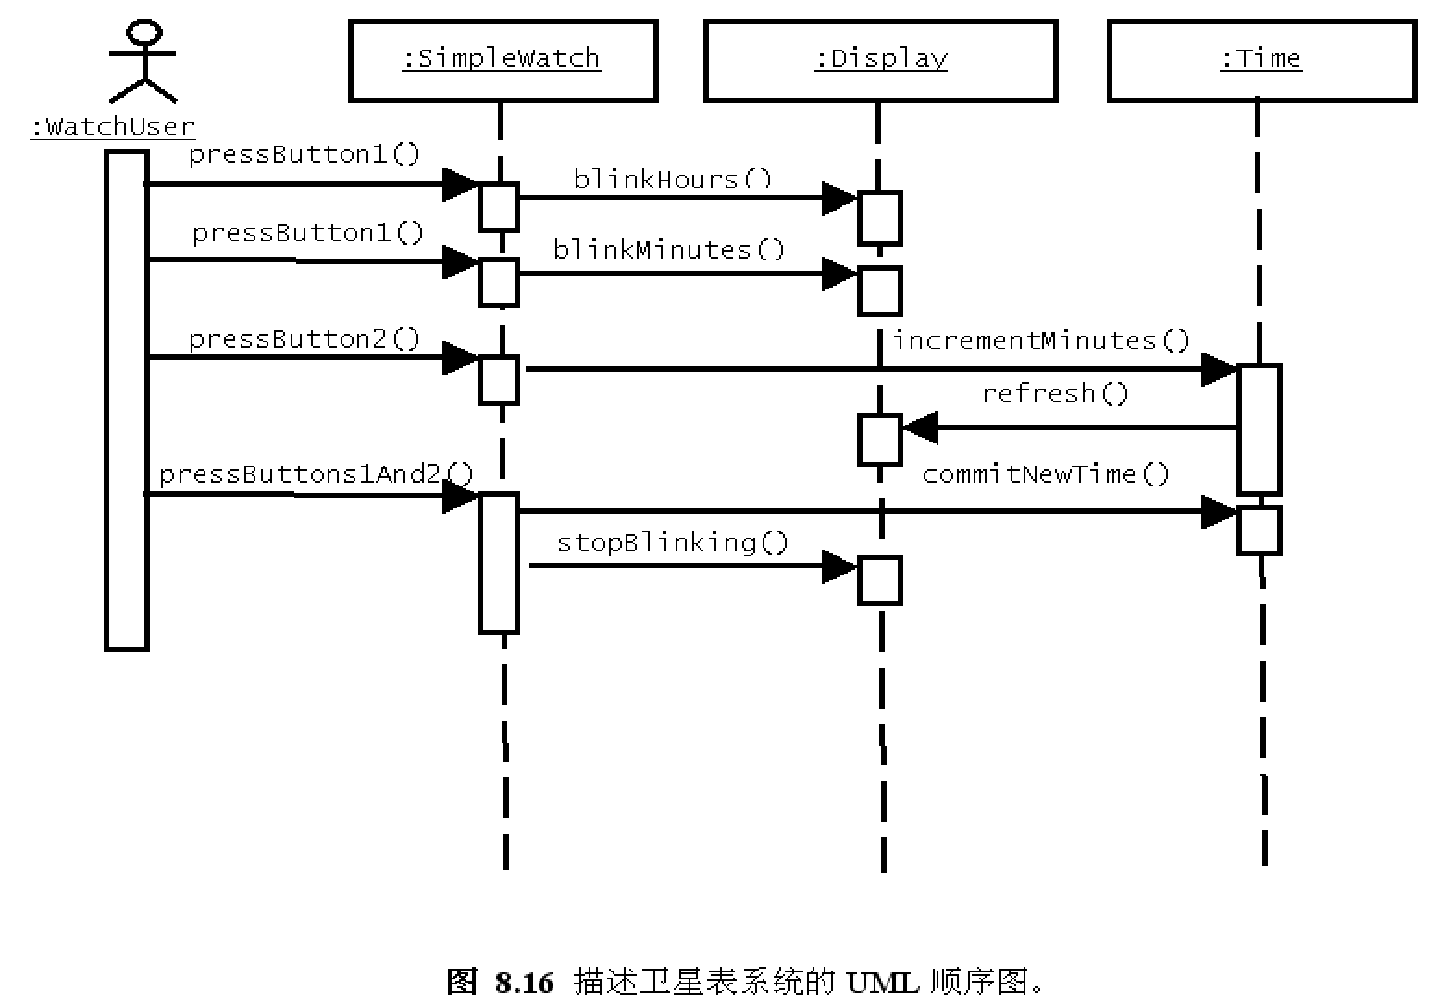 :SimpleWatch
:Display
:Time
:WatchUser
pressButton1()
blinkHours()
pressButton1()
blinkMinutes()
pressButton2()
incrementMinutes()
refresh()
pressButtons1And2()
commitNewTime()
stopBlinking()
图 8.16 描述卫星表系统的 UML 顺序图。